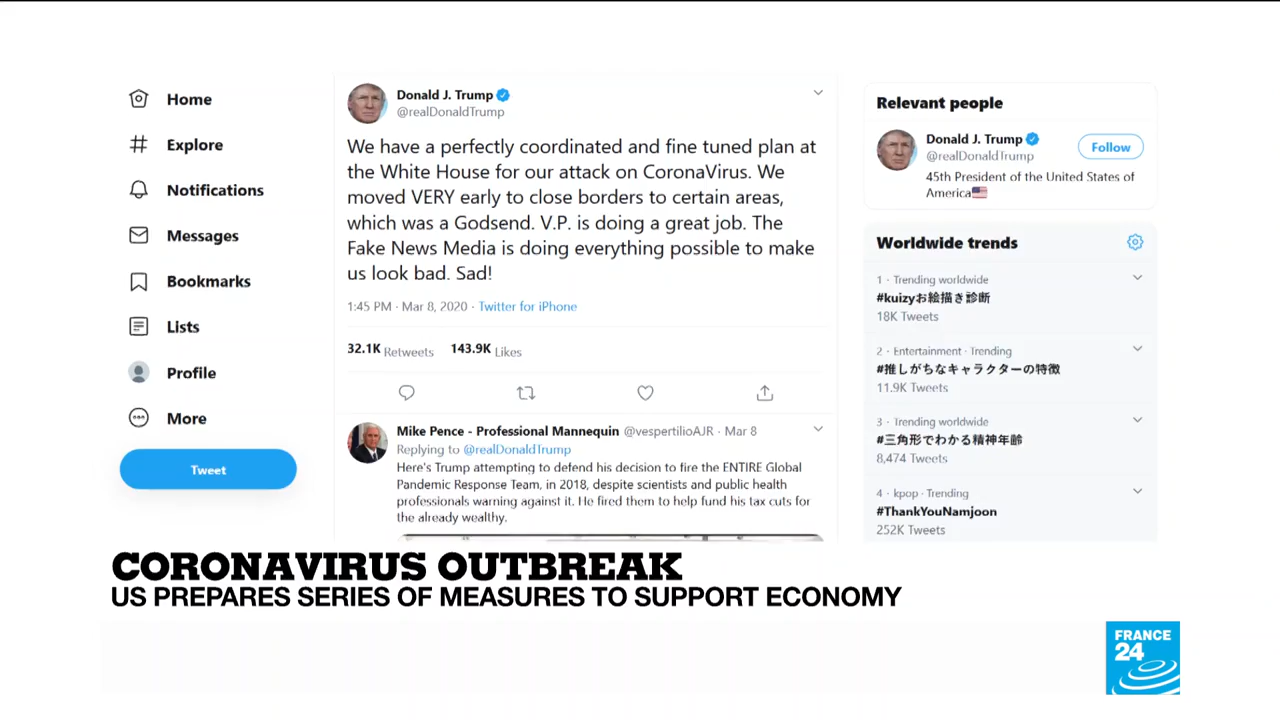 Home
Explore
Notifications
Messages
Bookmarks
Lists
Profile
More
Tweet
Donald J. Trump
@realDonaldTrump
We have a perfectly coordinated and fine tuned plan at
the White House for our attack on CoronaVirus. We
moved VERY early to close borders to certain areas,
which was a Godsend. V.P. is doing a great job. The
Fake News Media is doing everything possible to make
us look bad. Sad!
1:45 PM · Mar 8, 2020 · Twitter for iPhone
32.1K Retweets 143.9K Likes
Mike Pence - Professional Mannequin @vespertilioAJR · Mar 8
Replying to @realDonaldTrump
Here's Trump attempting to defend his decision to fire the ENTIRE Global
Pandemic Response Team, in 2018, despite scientists and public health
professionals warning against it. He fired them to help fund his tax cuts for
the already wealthy.
Relevant people
Donald J. Trump
@realDonaldTrump
Follow
45th President of the United States of
America🇺🇸
Worldwide trends
1 · Trending worldwide
#kuizyお絵描き診断
18K Tweets
2 · Entertainment · Trending
#推しがちなキャラクターの特徴
11.9K Tweets
3 · Trending worldwide
#三角形でわかる精神年齢
8,474 Tweets
4 · kpop · Trending
#ThankYouNamjoon
252K Tweets
CORONAVIRUS OUTBREAK
US PREPARES SERIES OF MEASURES TO SUPPORT ECONOMY
FRANCE
24